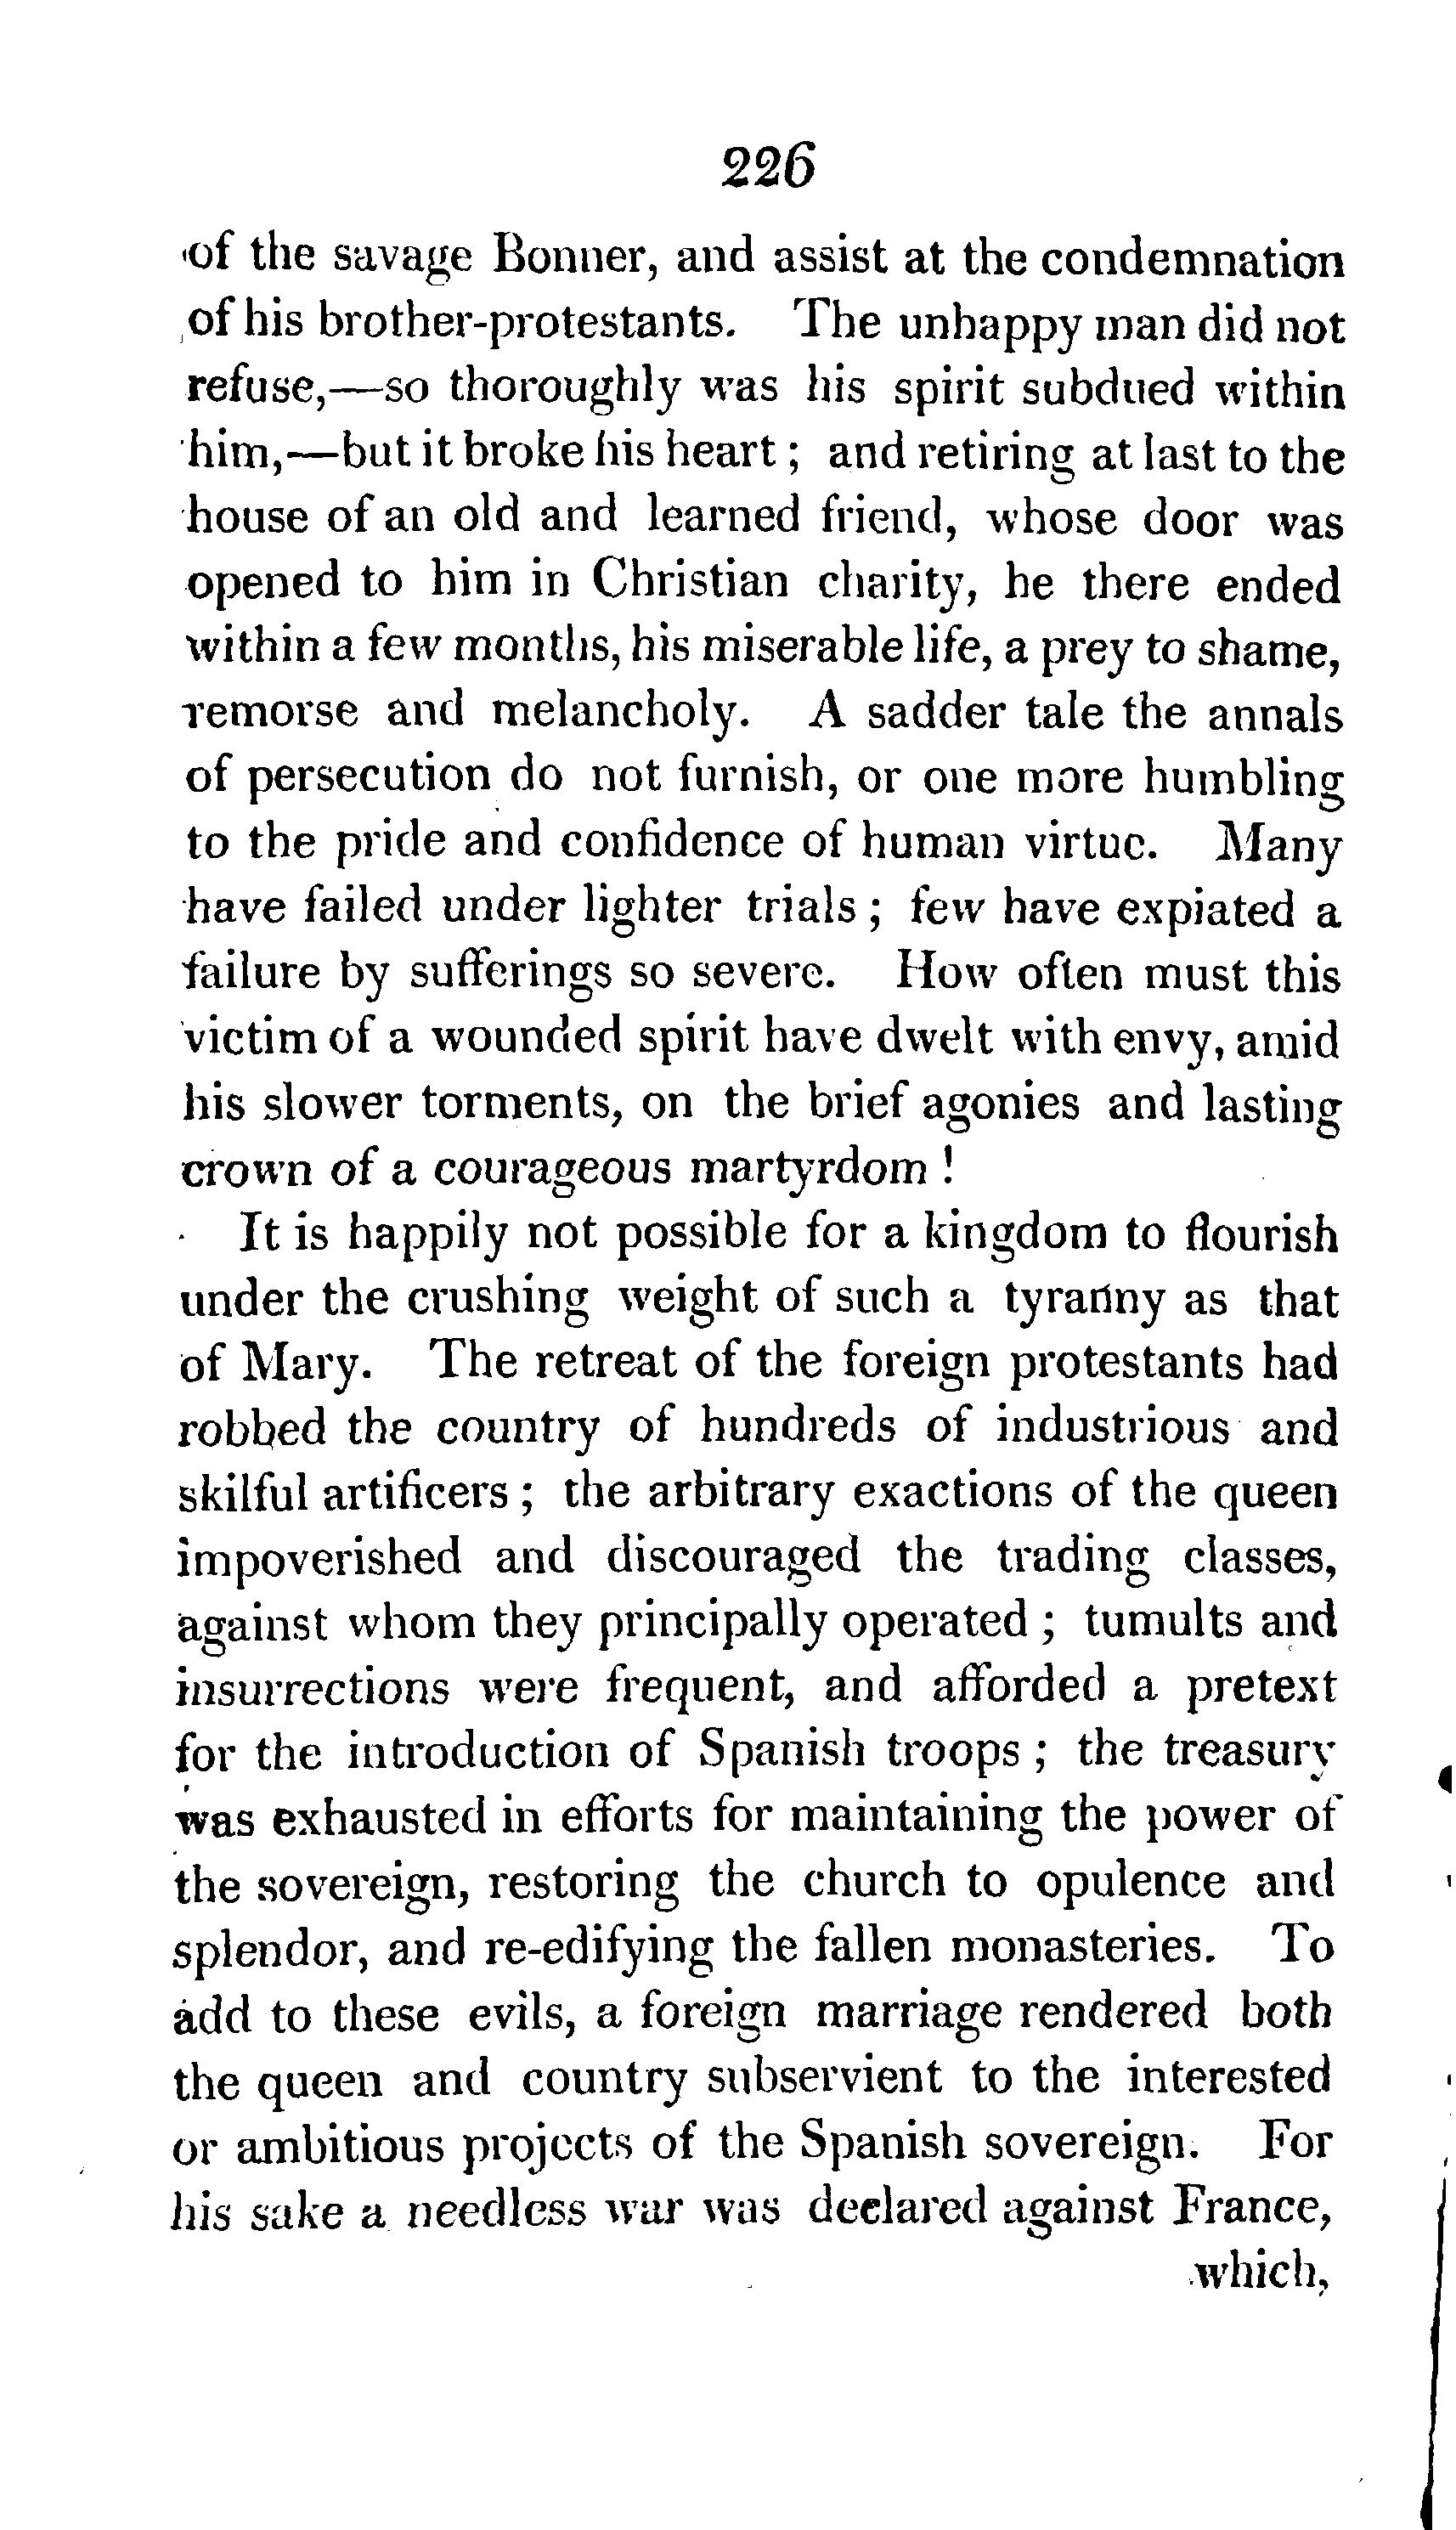 226
of the savage Bonner, and assist at the condemnation
of his brother-protestants. The unhappy man did not
refuse,—so thoroughly was his spirit subdued within
him,—but it broke his heart ; and retiring at last to the
house of an old and learned friend, whose door was
opened to him in Christian charity, he there ended
within a few months, his miserable life, a prey to shame,
remorse and melancholy. A sadder tale the annals
of persecution do not furnish, or one more humbling
to the pride and confidence of human virtue. Many
have failed under lighter trials ; few have expiated a
failure by sufferings so severe. How often must this
victim of a wounded spirit have dwelt with envy, amid
his slower torments, on the brief agonies and lasting
crown of a courageous martyrdom !
It is happily not possible for a kingdom to flourish
under the crushing weight of such a tyranny as that
of Mary. The retreat of the foreign protestants had
robbed the country of hundreds of industrious and
skilful artificers ; the arbitrary exactions of the queen
impoverished and discouraged the trading classes,
against whom they principally operated ; tumults and
insurrections were frequent, and afforded a pretext
for the introduction of Spanish troops ; the treasury
was exhausted in efforts for maintaining the power of
the sovereign, restoring the church to opulence and
splendor, and re-edifying the fallen monasteries. To
add to these evils, a foreign marriage rendered both
the queen and country subservient to the interested
or ambitious projects of the Spanish sovereign. For
his sake a needless war was declared against France,
which,